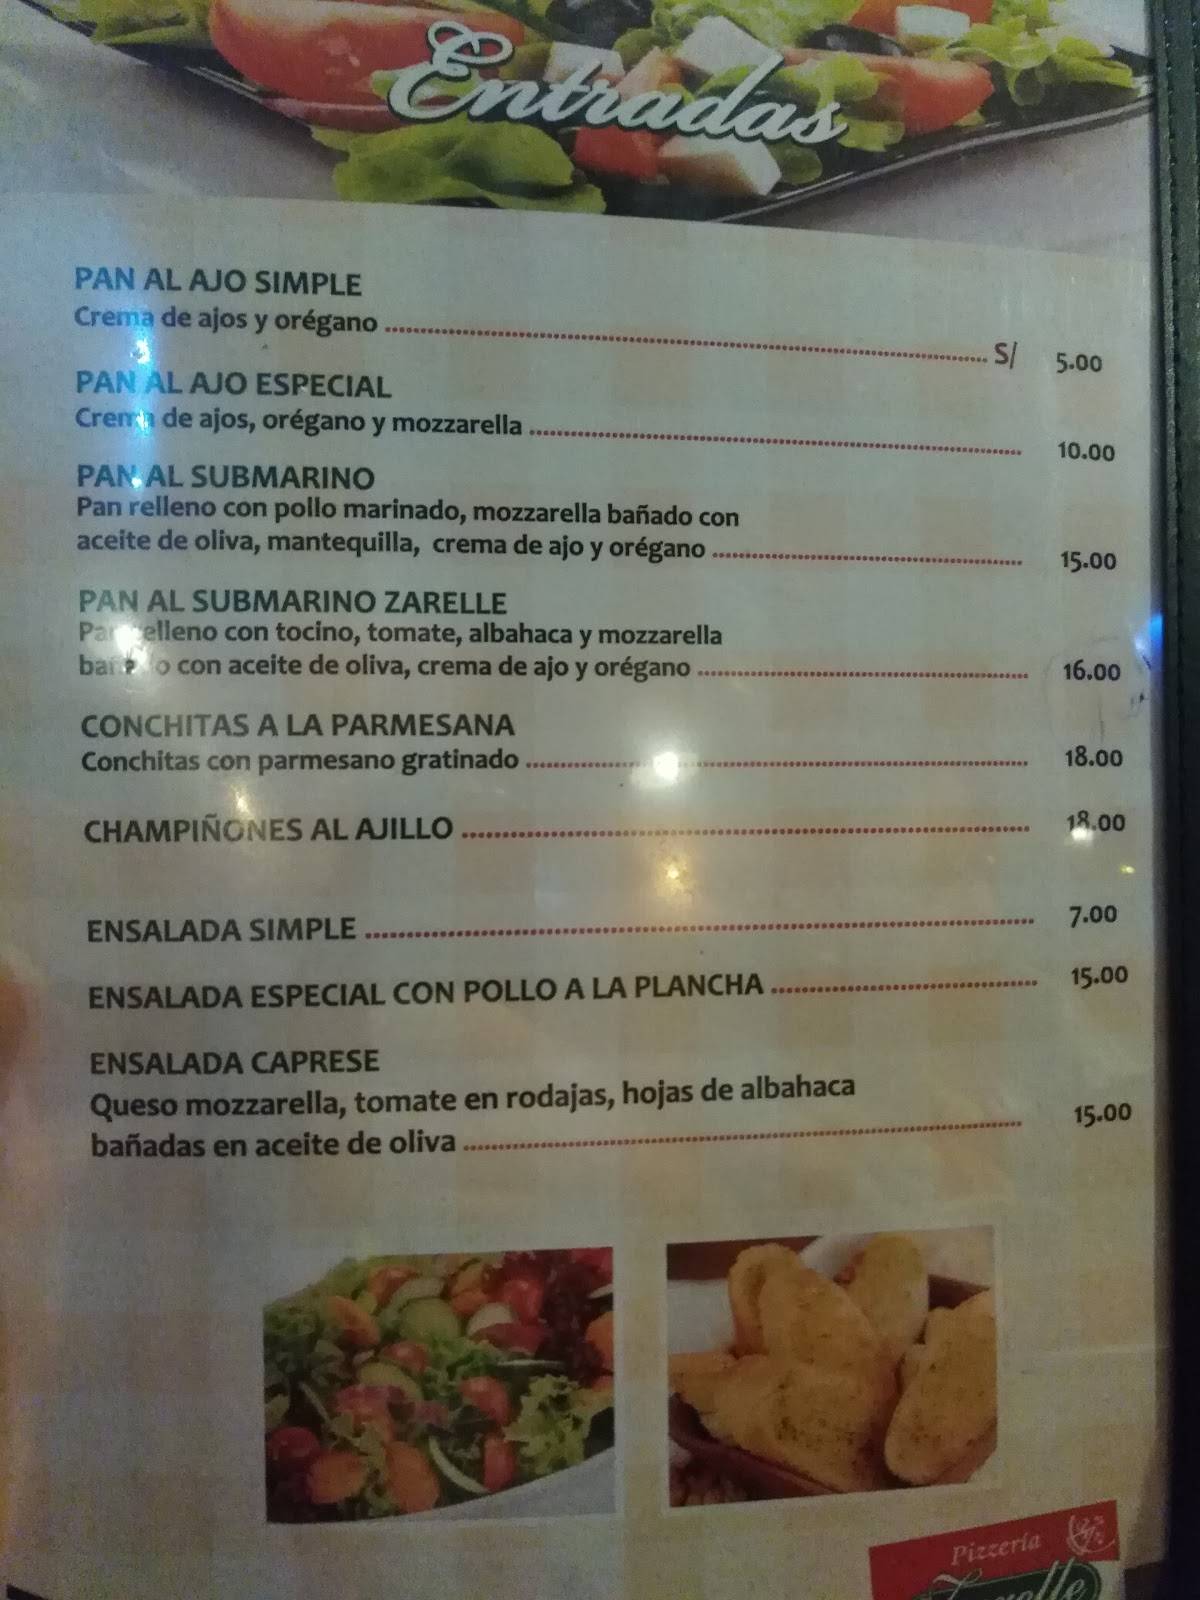 Entradas
PAN AL AJO SIMPLE
Crema de ajos y orégano S/ 5.00
PAN AL AJO ESPECIAL
Crema de ajos, orégano y mozzarella 10.00
PAN AL SUBMARINO
Pan relleno con pollo marinado, mozzarella bañado con
aceite de oliva, mantequilla, crema de ajo y orégano 15.00
PAN AL SUBMARINO ZARELLE
Pan relleno con tocino, tomate, albahaca y mozzarella
bañado con aceite de oliva, crema de ajo y orégano 16.00
CONCHITAS A LA PARMESANA
Conchitas con parmesano gratinado 18.00
CHAMPIÑONES AL AJILLO 18.00
ENSALADA SIMPLE 7.00
ENSALADA ESPECIAL CON POLLO A LA PLANCHA 15.00
ENSALADA CAPRESE
Queso mozzarella, tomate en rodajas, hojas de albahaca
bañadas en aceite de oliva 15.00
Pizzería